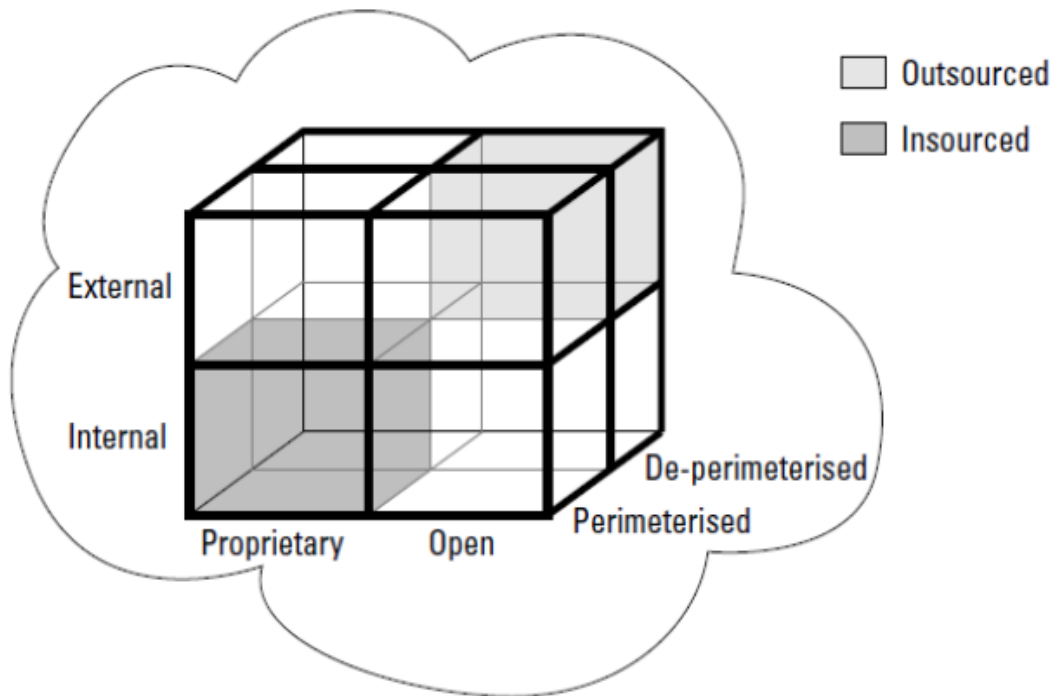 Outsourced
Insourced
External
Internal
De-perimeterised
Perimeterised
Proprietary
Open